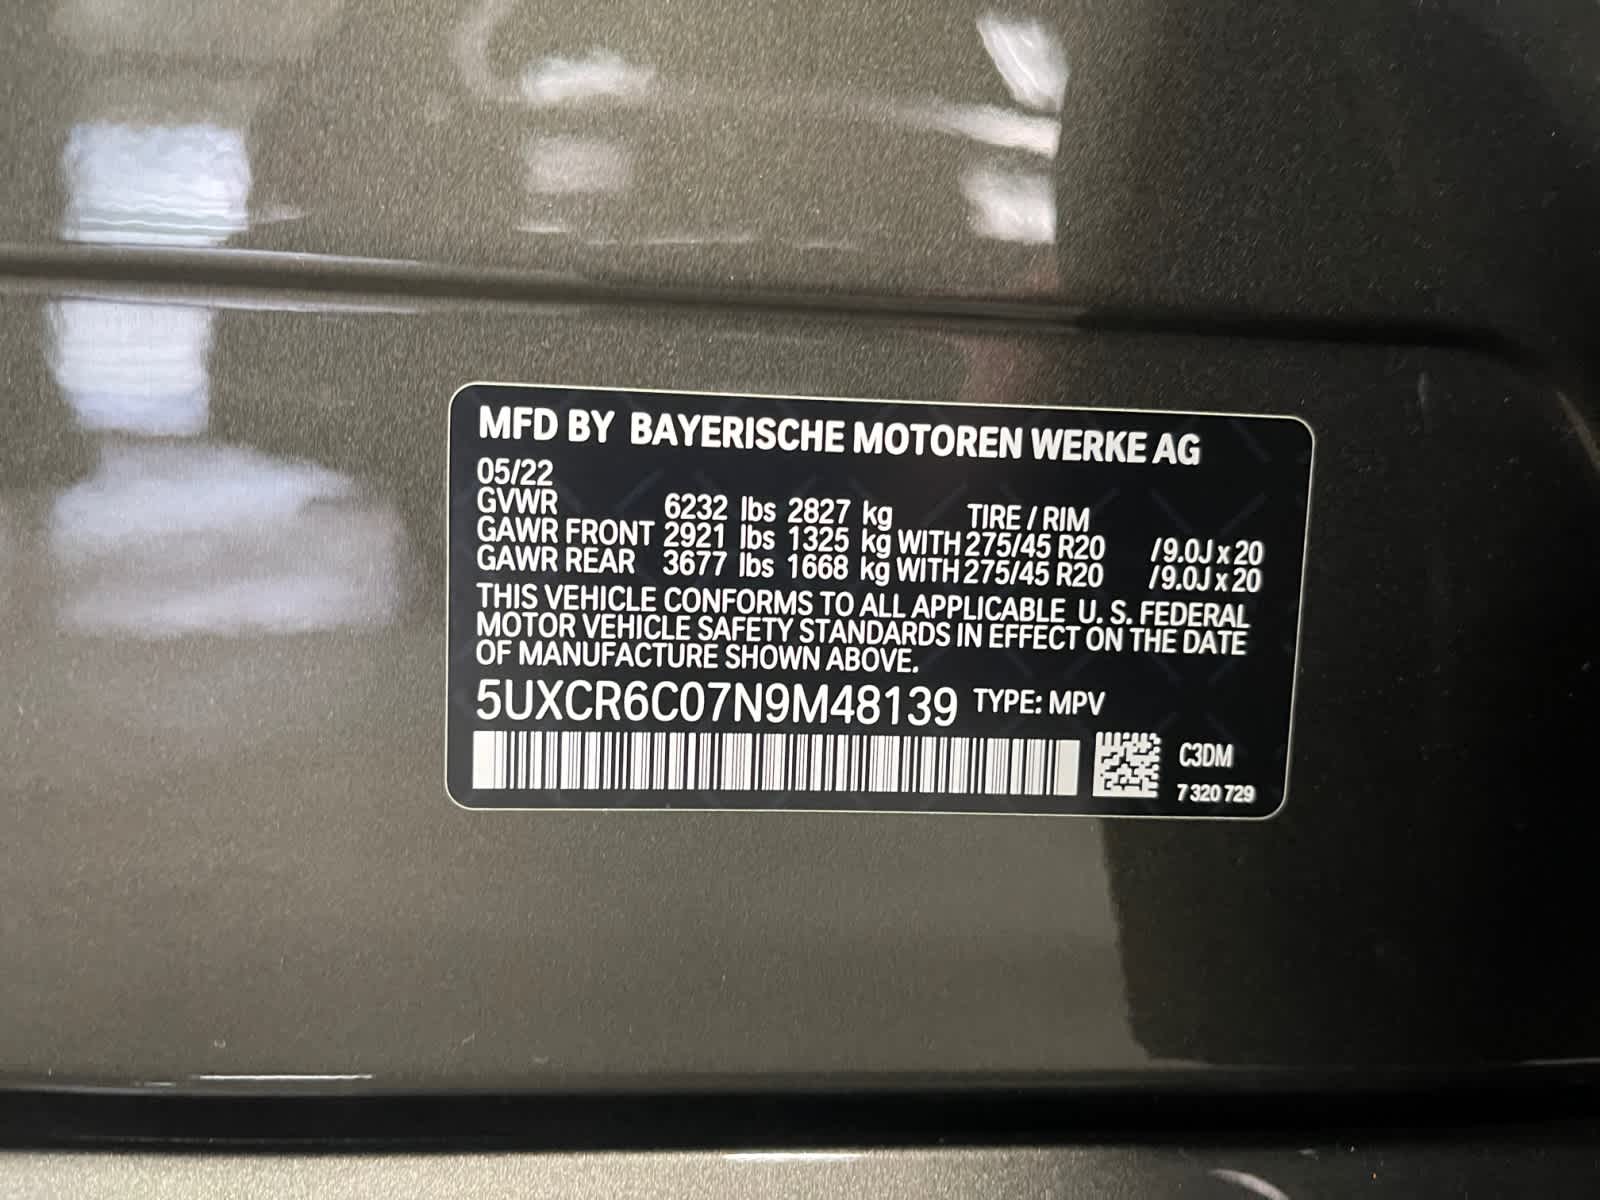 MFD BY BAYERISCHE MOTOREN WERKE AG
05/22
GVWR 6232 lbs 2827 kg TIRE / RIM
GAWR FRONT 2921 lbs 1325 kg WITH 275/45 R20 / 9.0J x 20
GAWR REAR 3677 lbs 1668 kg WITH 275/45 R20 / 9.0J x 20
THIS VEHICLE CONFORMS TO ALL APPLICABLE U. S. FEDERAL
MOTOR VEHICLE SAFETY STANDARDS IN EFFECT ON THE DATE
OF MANUFACTURE SHOWN ABOVE.
5UXCR6C07N9M48139 TYPE: MPV
C3DM
7 320 729